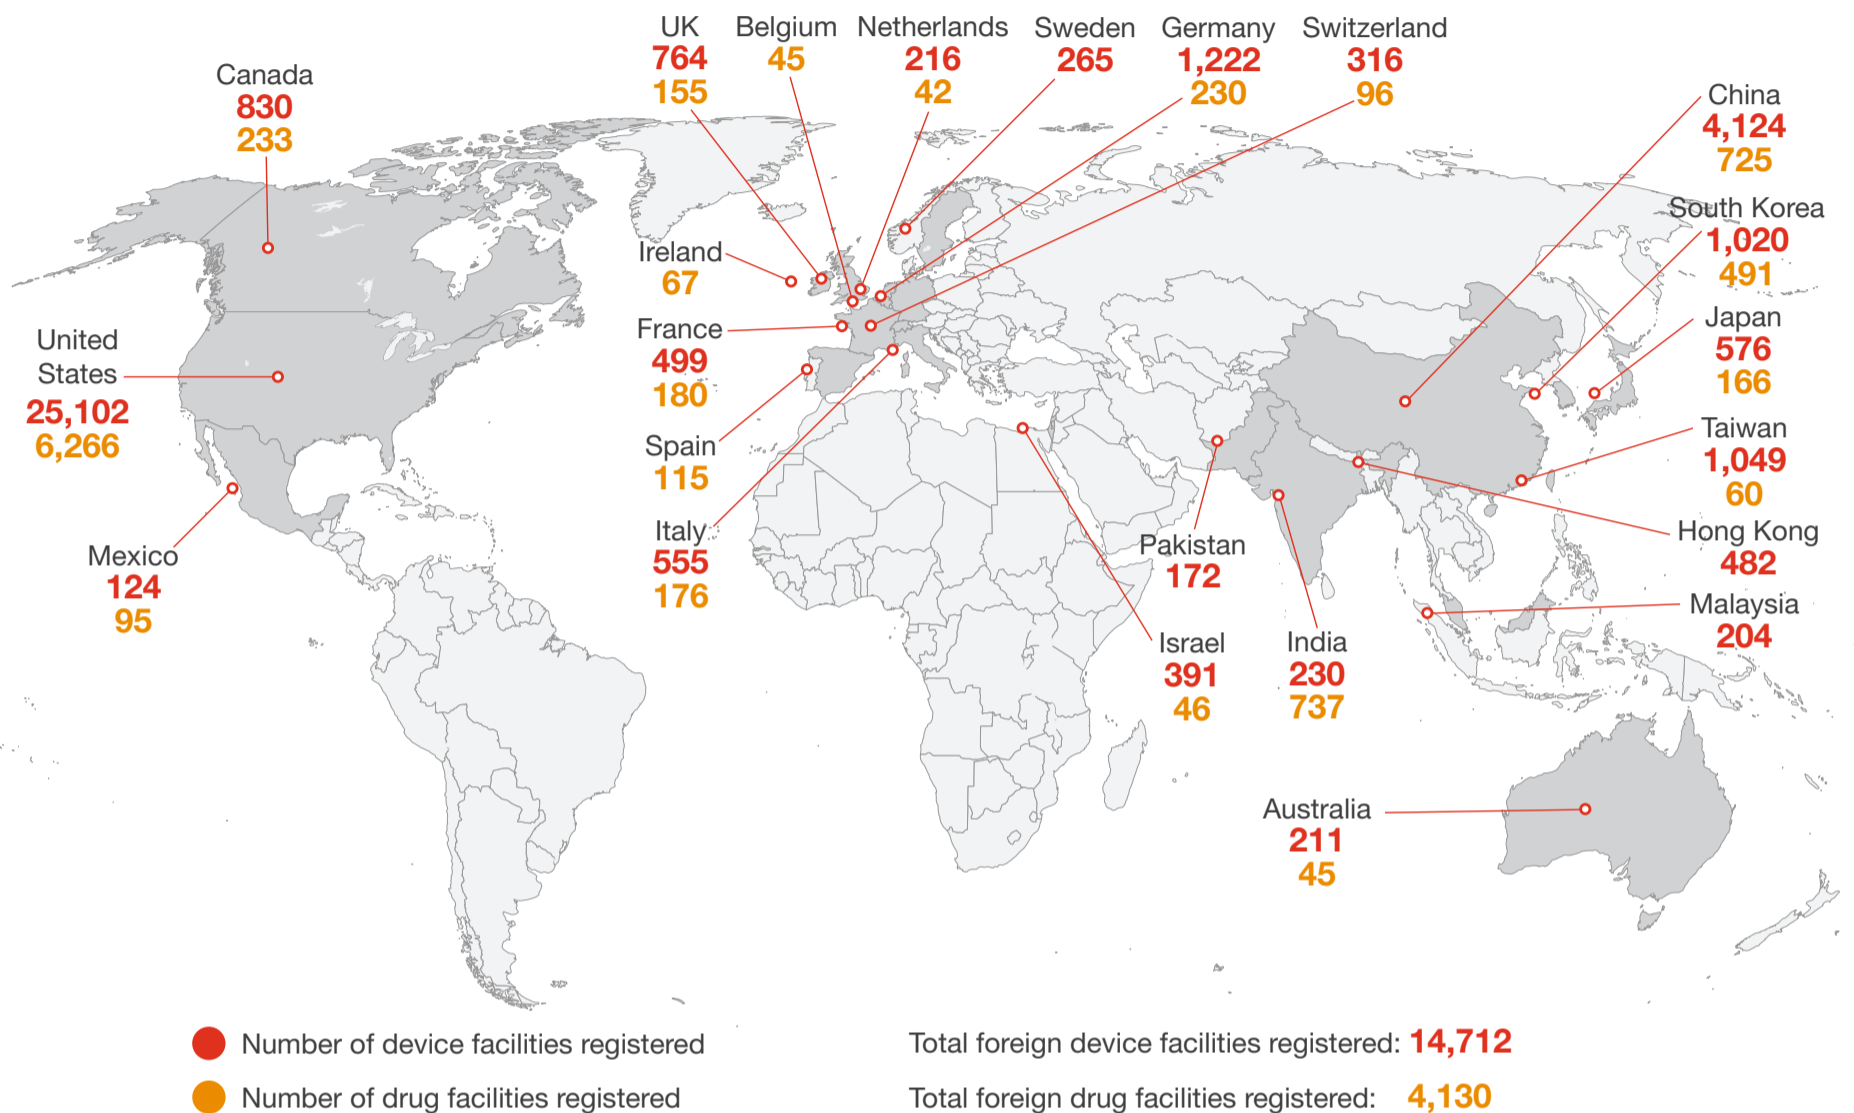 UK
764
155
Belgium
45
Netherlands
216
42
Sweden
265
Germany
1,222
230
Switzerland
316
96
Canada
830
233
China
4,124
725
South Korea
1,020
491
Ireland
67
Japan
576
166
France
499
180
United
States
25,102
6,266
Taiwan
1,049
60
Spain
115
Hong Kong
482
Italy
555
176
Pakistan
172
Mexico
124
95
Malaysia
204
Israel
391
46
India
230
737
Australia
211
45
Number of device facilities registered
Total foreign device facilities registered: 14,712
Number of drug facilities registered
Total foreign drug facilities registered: 4,130